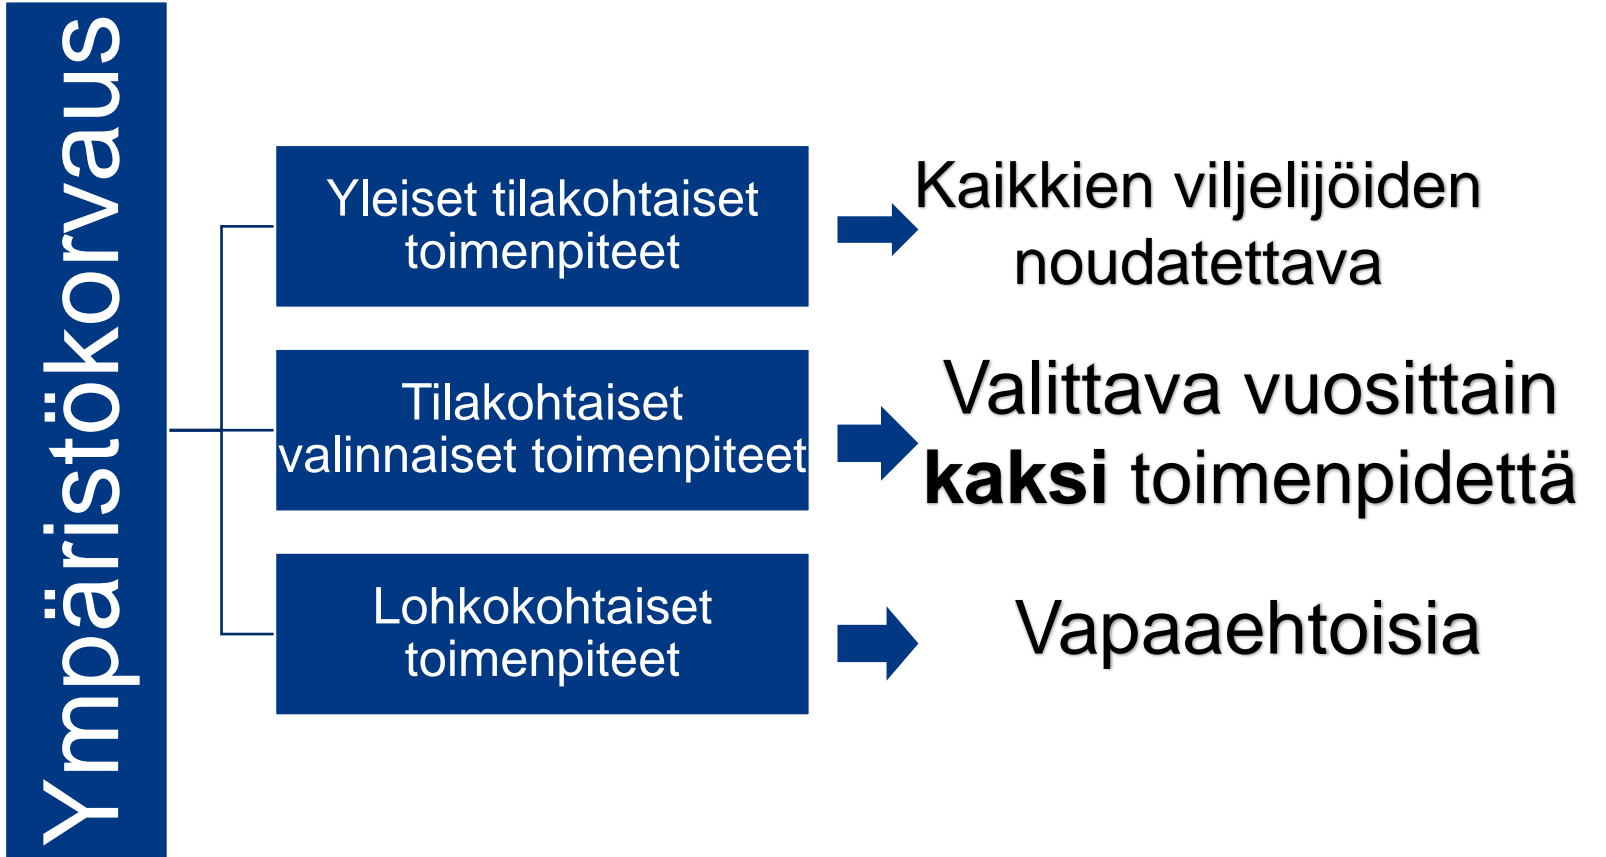 Ympäristökorvaus
Yleiset tilakohtaiset
toimenpiteet
Kaikkien viljelijöiden
noudatettava
Tilakohtaiset
valinnaiset toimenpiteet
Valittava vuosittain
kaksi toimenpidettä
Lohkokohtaiset
toimenpiteet
Vapaaehtoisia